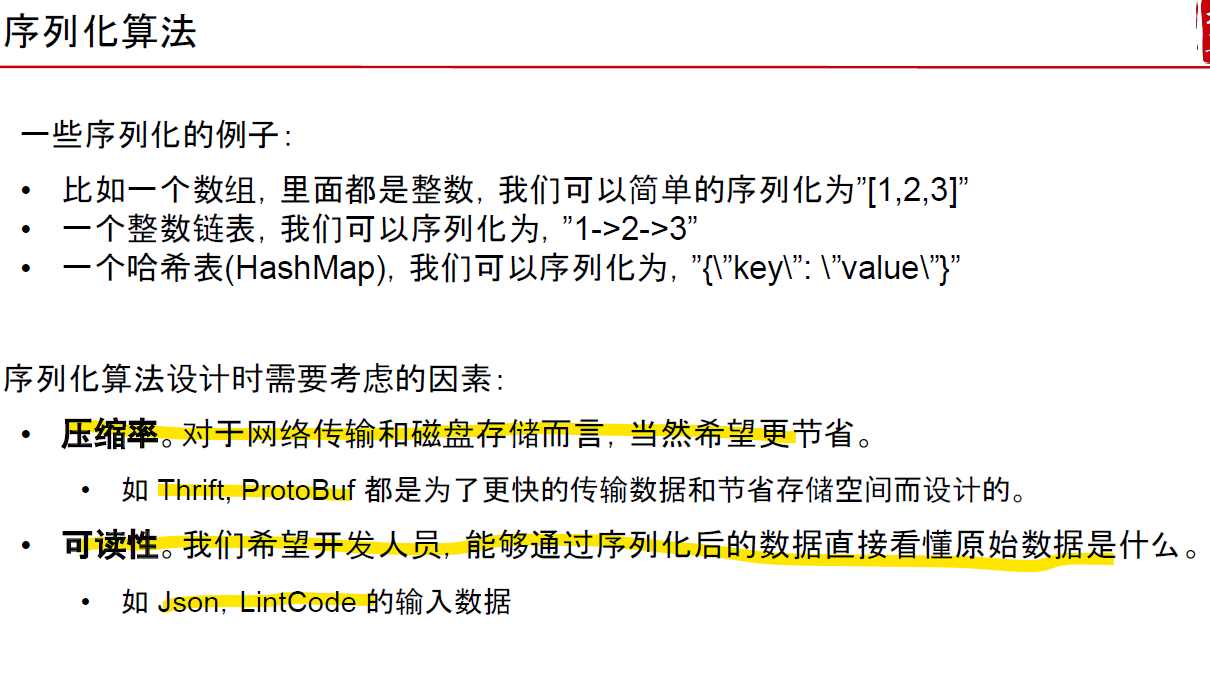 序列化算法
一些序列化的例子：
• 比如一个数组，里面都是整数，我们可以简单的序列化为”[1,2,3]”
• 一个整数链表，我们可以序列化为，”1->2->3”
• 一个哈希表(HashMap)，我们可以序列化为，”{\”key\”: \”value\”}”
序列化算法设计时需要考虑的因素：
• 压缩率。对于网络传输和磁盘存储而言，当然希望更节省。
• 如 Thrift, ProtoBuf 都是为了更快的传输数据和节省存储空间而设计的。
• 可读性。我们希望开发人员，能够通过序列化后的数据直接看懂原始数据是什么。
• 如 Json，LintCode 的输入数据